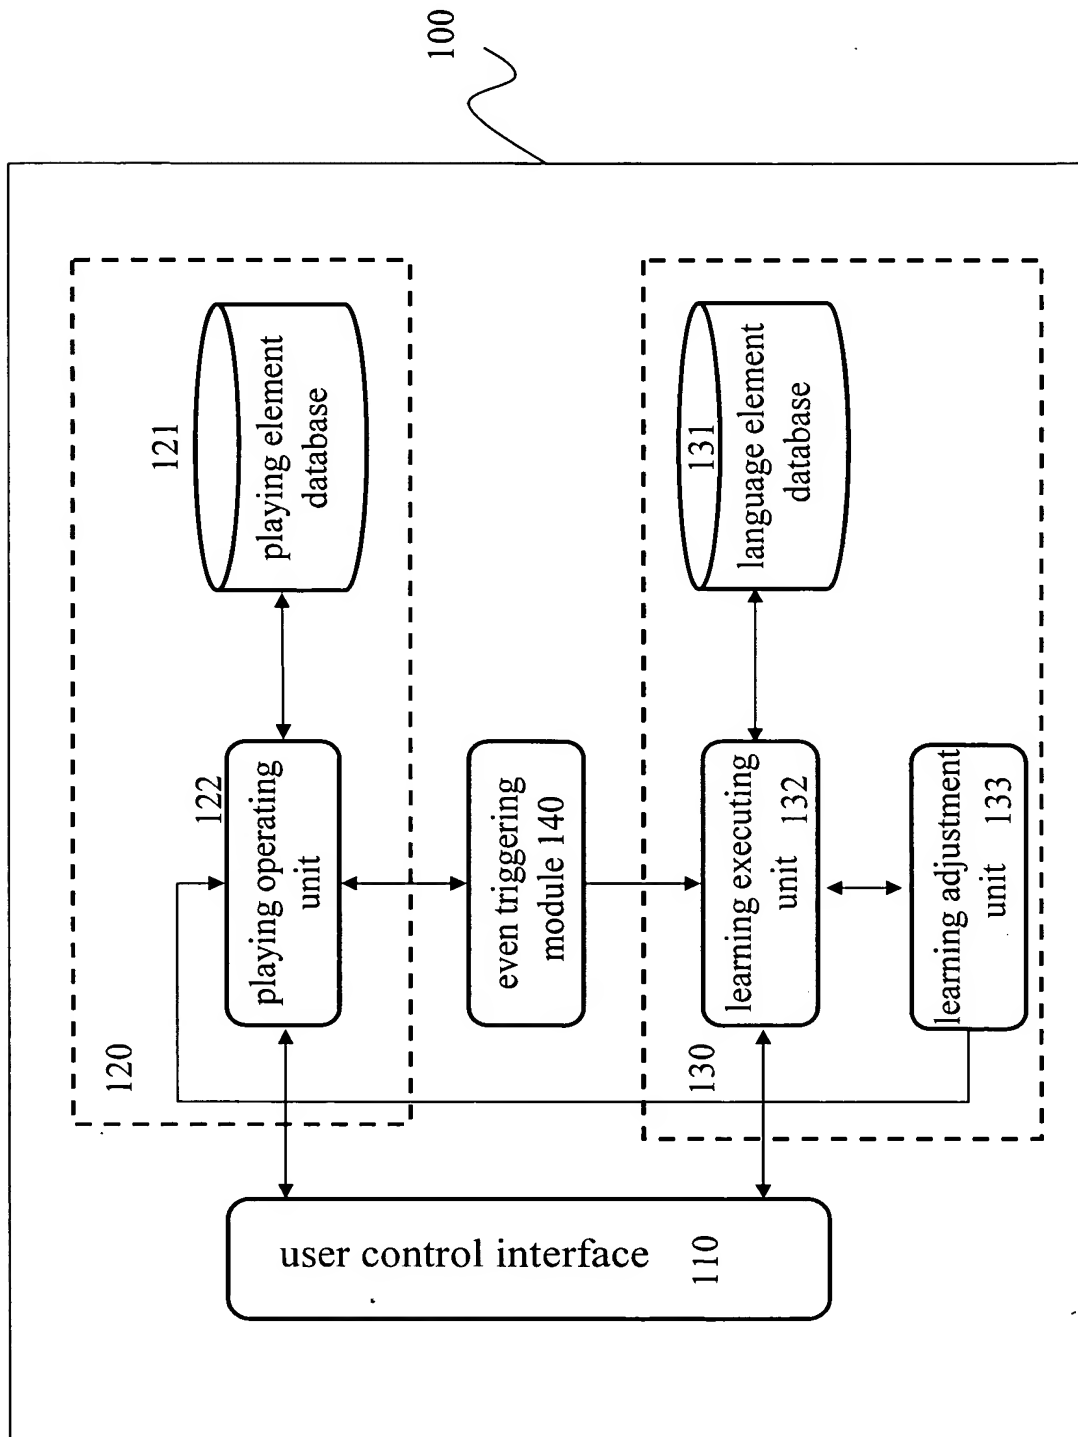 100
121
playing element
database
122
playing operating
unit
120
even triggering
module 140
131
language element
database
learning executing
unit 132
130
learning adjustment
unit 133
user control interface
110